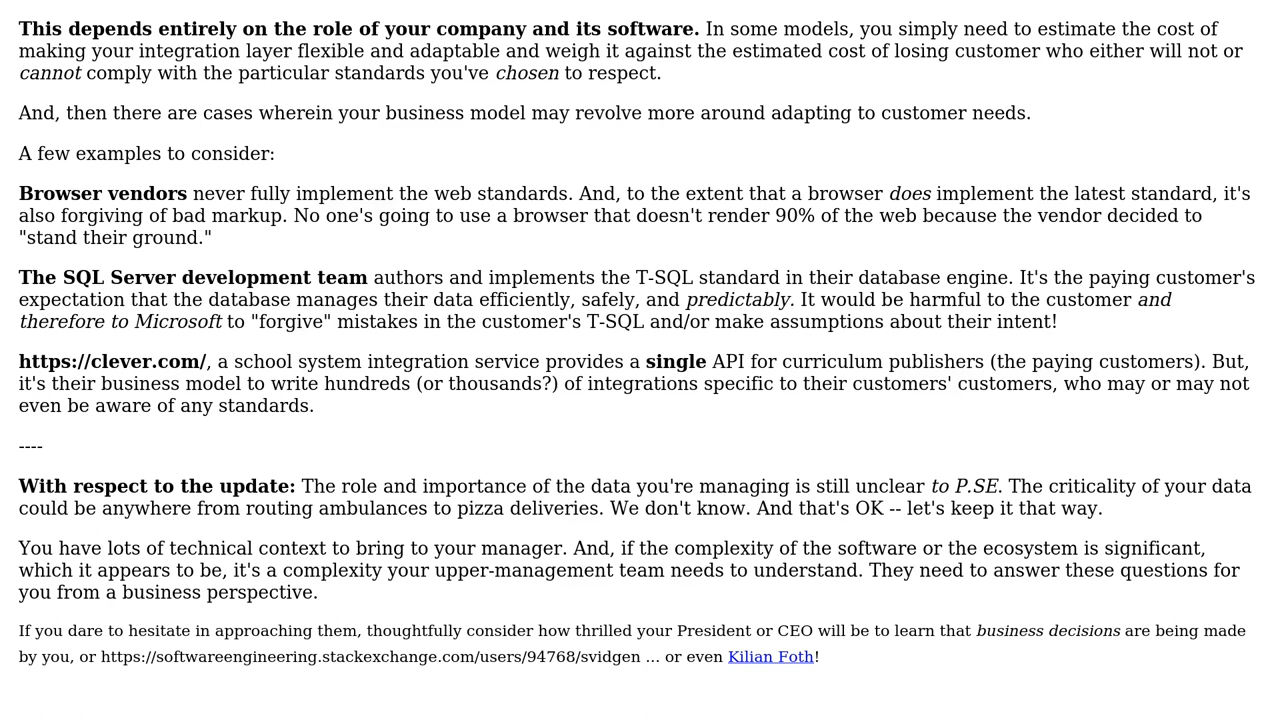 This depends entirely on the role of your company and its software. In some models, you simply need to estimate the cost of
making your integration layer flexible and adaptable and weigh it against the estimated cost of losing customer who either will not or
cannot comply with the particular standards you've chosen to respect.
And, then there are cases wherein your business model may revolve more around adapting to customer needs.
A few examples to consider:
Browser vendors never fully implement the web standards. And, to the extent that a browser does implement the latest standard, it's
also forgiving of bad markup. No one's going to use a browser that doesn't render 90% of the web because the vendor decided to
"stand their ground."
The SQL Server development team authors and implements the T-SQL standard in their database engine. It's the paying customer's
expectation that the database manages their data efficiently, safely, and predictably. It would be harmful to the customer and
therefore to Microsoft to "forgive" mistakes in the customer's T-SQL and/or make assumptions about their intent!
https://clever.com/, a school system integration service provides a single API for curriculum publishers (the paying customers). But,
it's their business model to write hundreds (or thousands?) of integrations specific to their customers' customers, who may or may not
even be aware of any standards.
----
With respect to the update: The role and importance of the data you're managing is still unclear to P.SE. The criticality of your data
could be anywhere from routing ambulances to pizza deliveries. We don't know. And that's OK -- let's keep it that way.
You have lots of technical context to bring to your manager. And, if the complexity of the software or the ecosystem is significant,
which it appears to be, it's a complexity your upper-management team needs to understand. They need to answer these questions for
you from a business perspective.
If you dare to hesitate in approaching them, thoughtfully consider how thrilled your President or CEO will be to learn that business decisions are being made
by you, or https://softwareengineering.stackexchange.com/users/94768/svidgen ... or even Kilian Foth!